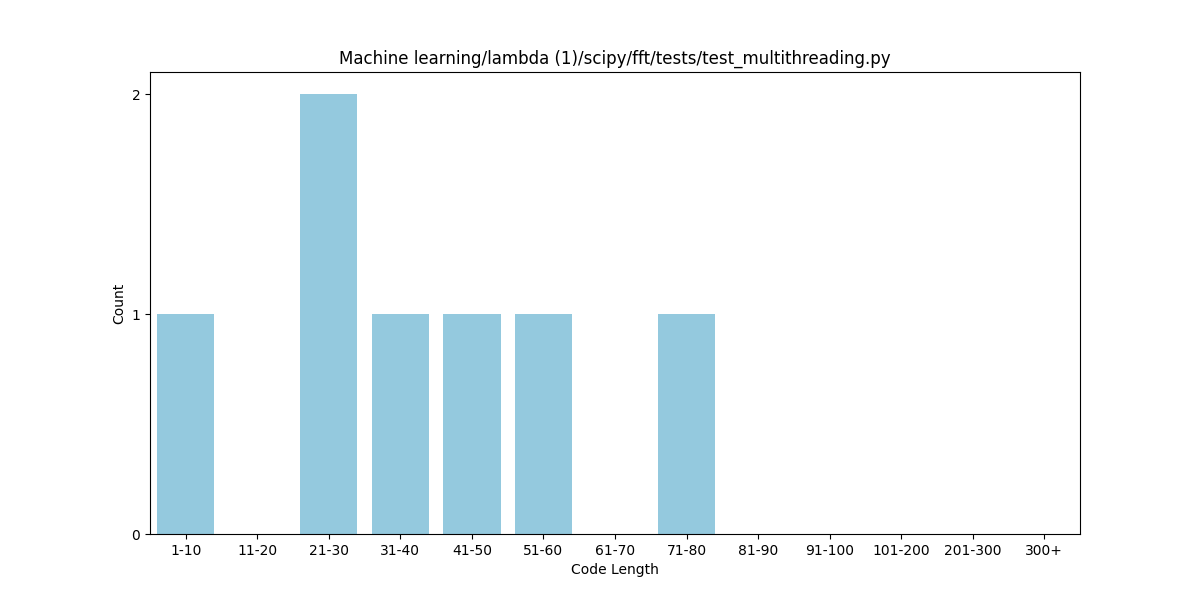 Machine learning/lambda (1)/scipy/fft/tests/test_multithreading.py
2
1
0
Count
1-10 11-20 21-30 31-40 41-50 51-60 61-70 71-80 81-90 91-100 101-200 201-300 300+
Code Length